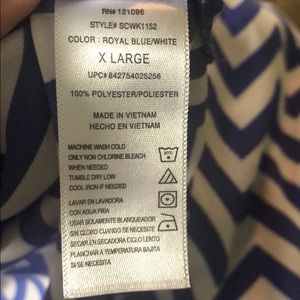 RN# 121096
STYLE# SCWK1152
COLOR : ROYAL BLUE/WHITE
X LARGE
UPC# 842754025256
100% POLYESTER/POLIESTER
MADE IN VIETNAM
HECHO EN VIETNAM
MACHINE WASH COLD
ONLY NON CHLORINE BLEACH
WHEN NEEDED
TUMBLE DRY LOW
COOL IRON IF NEEDED
LAVAR EN LAVADORA
CON AGUA FRIA
USAR SOLAMENTE BLANQUEADOR
SIN CLORO CUANDO SE NECESITE
SECAR EN SECADORA CICLO LENTO
PLANCHAR A TEMPERATURA BAJITA
SI SE NECESITA